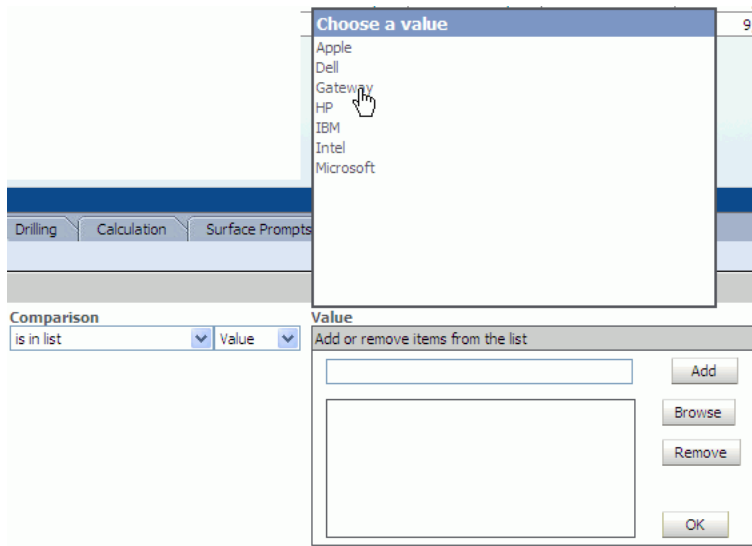 Choose a value
9
Apple
Dell
Gateway
HP
IBM
Intel
Microsoft
Drilling Calculation Surface Prompts
Comparison Value
is in list Value Add or remove items from the list
Add
Browse
Remove
OK